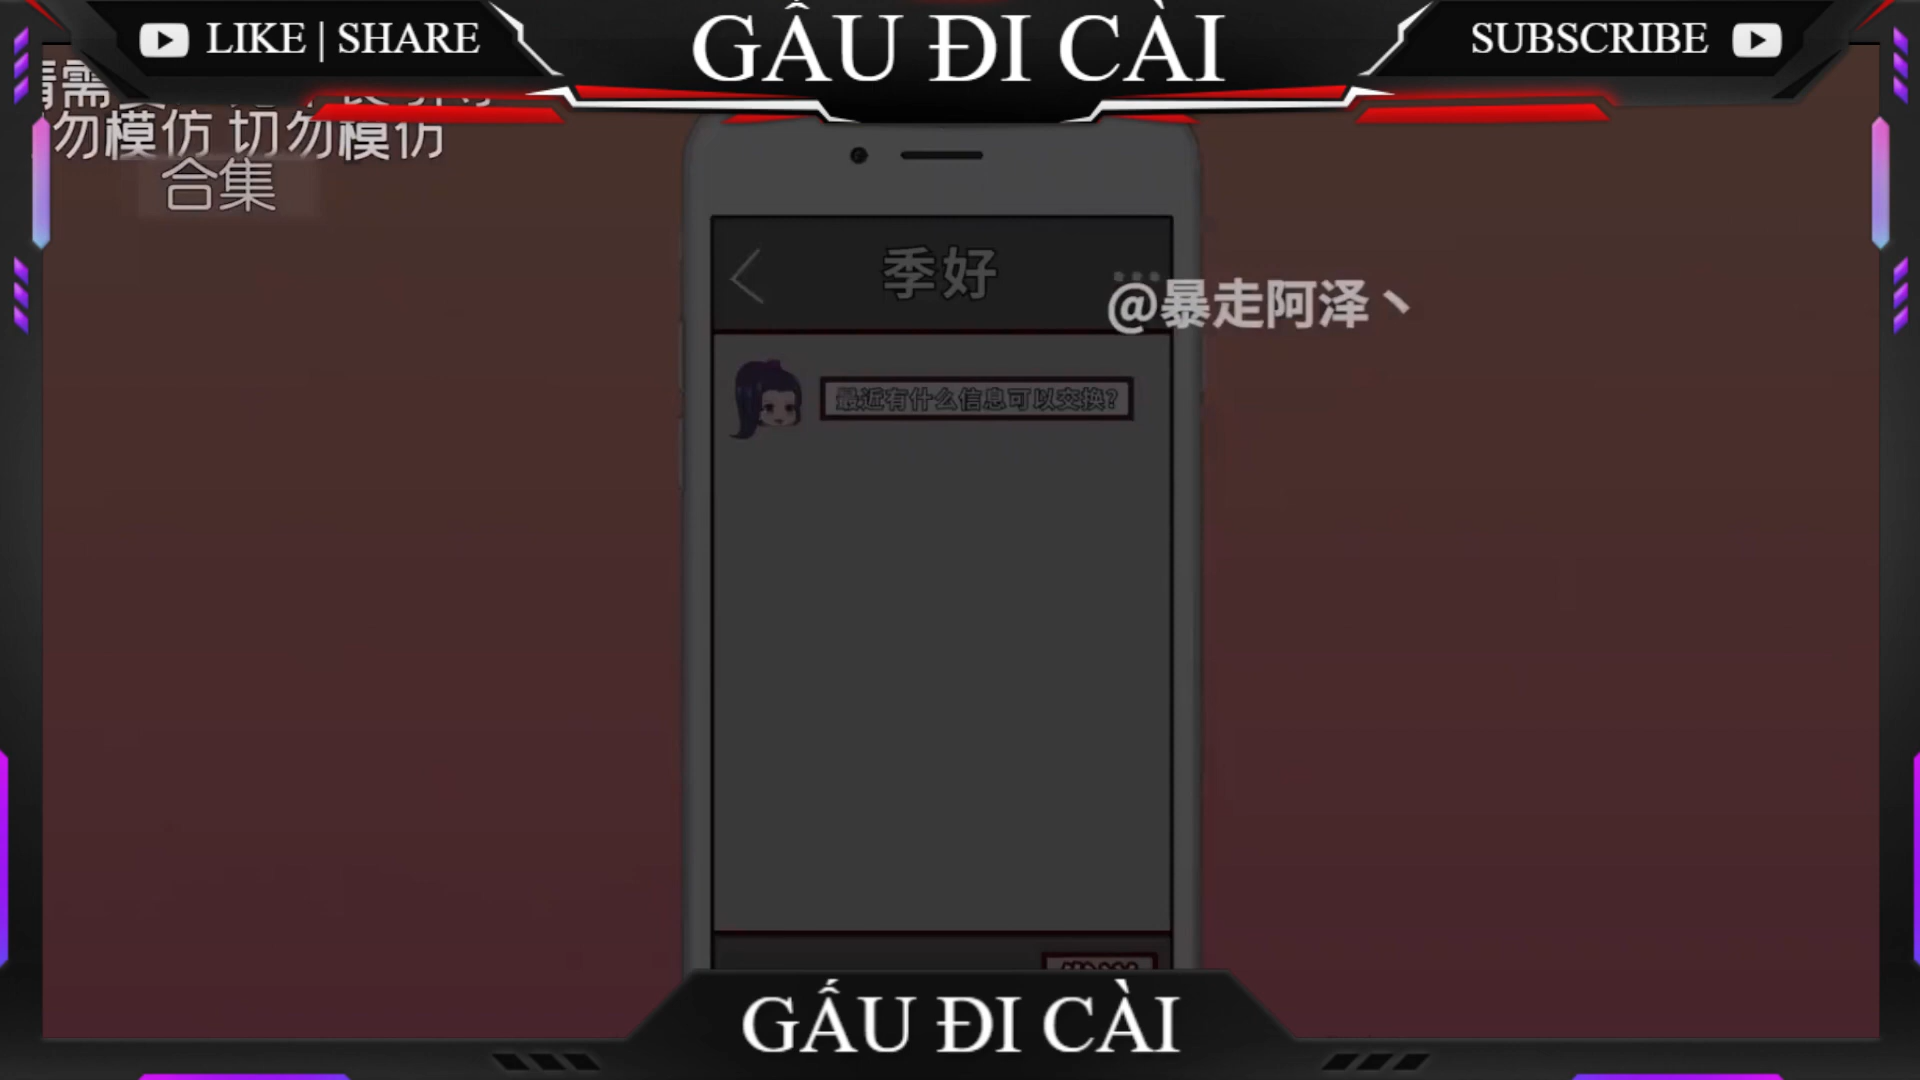 LIKE | SHARE
GẤU ĐI CÀI
SUBSCRIBE
勿模仿 切勿模仿
合集
季好
@暴走阿泽丶
最近有什么信息可以交换?
GẤU ĐI CÀI